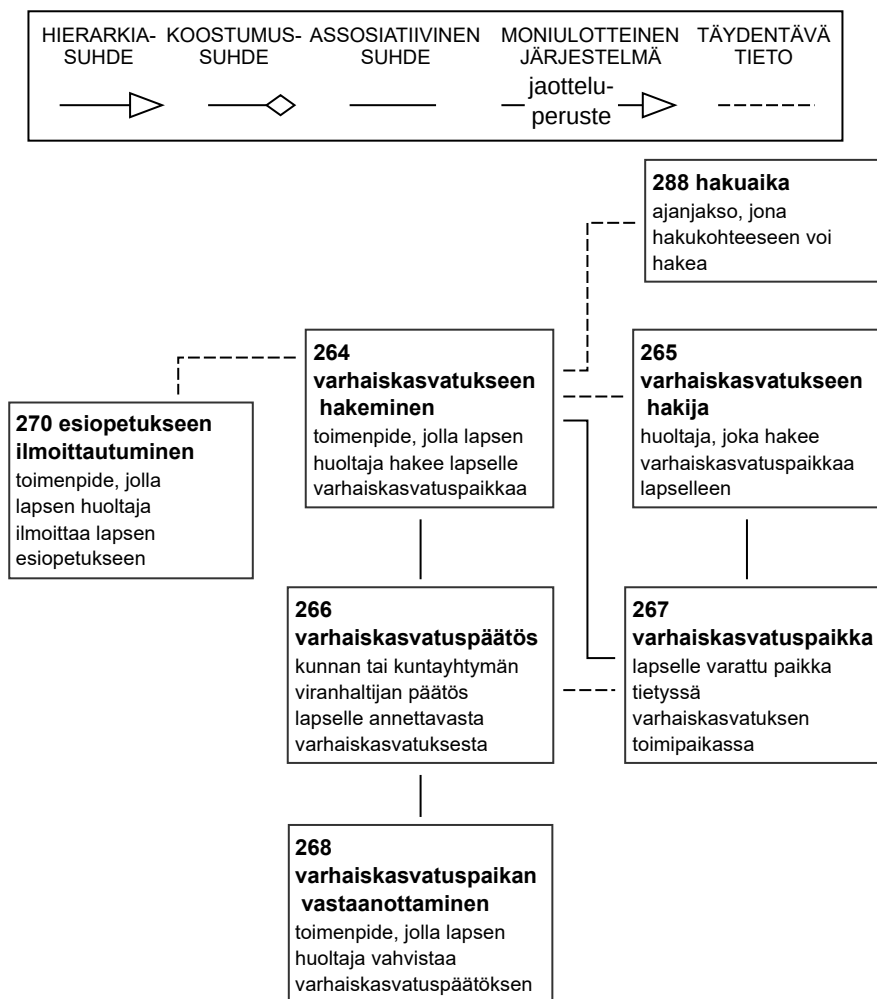 HIERARKIA-
SUHDE
KOOSTUMUS-
SUHDE
ASSOSIATIIVINEN
SUHDE
MONIULOTTEINEN
JÄRJESTELMÄ
TÄYDENTÄVÄ
TIETO
jaottelu-
peruste
288 hakuaika
ajanjakso, jona
hakukohteeseen voi
hakea
264
varhaiskasvatukseen
hakeminen
toimenpide, jolla lapsen
huoltaja hakee lapselle
varhaiskasvatuspaikkaa
265
varhaiskasvatukseen
hakija
huoltaja, joka hakee
varhaiskasvatuspaikkaa
lapselleen
270 esiopetukseen
ilmoittautuminen
toimenpide, jolla
lapsen huoltaja
ilmoittaa lapsen
esiopetukseen
266
varhaiskasvatuspäätös
kunnan tai kuntayhtymän
viranhaltijan päätös
lapselle annettavasta
varhaiskasvatuksesta
267
varhaiskasvatuspaikka
lapselle varattu paikka
tietyssä
varhaiskasvatuksen
toimipaikassa
268
varhaiskasvatuspaikan
vastaanottaminen
toimenpide, jolla lapsen
huoltaja vahvistaa
varhaiskasvatuspäätöksen